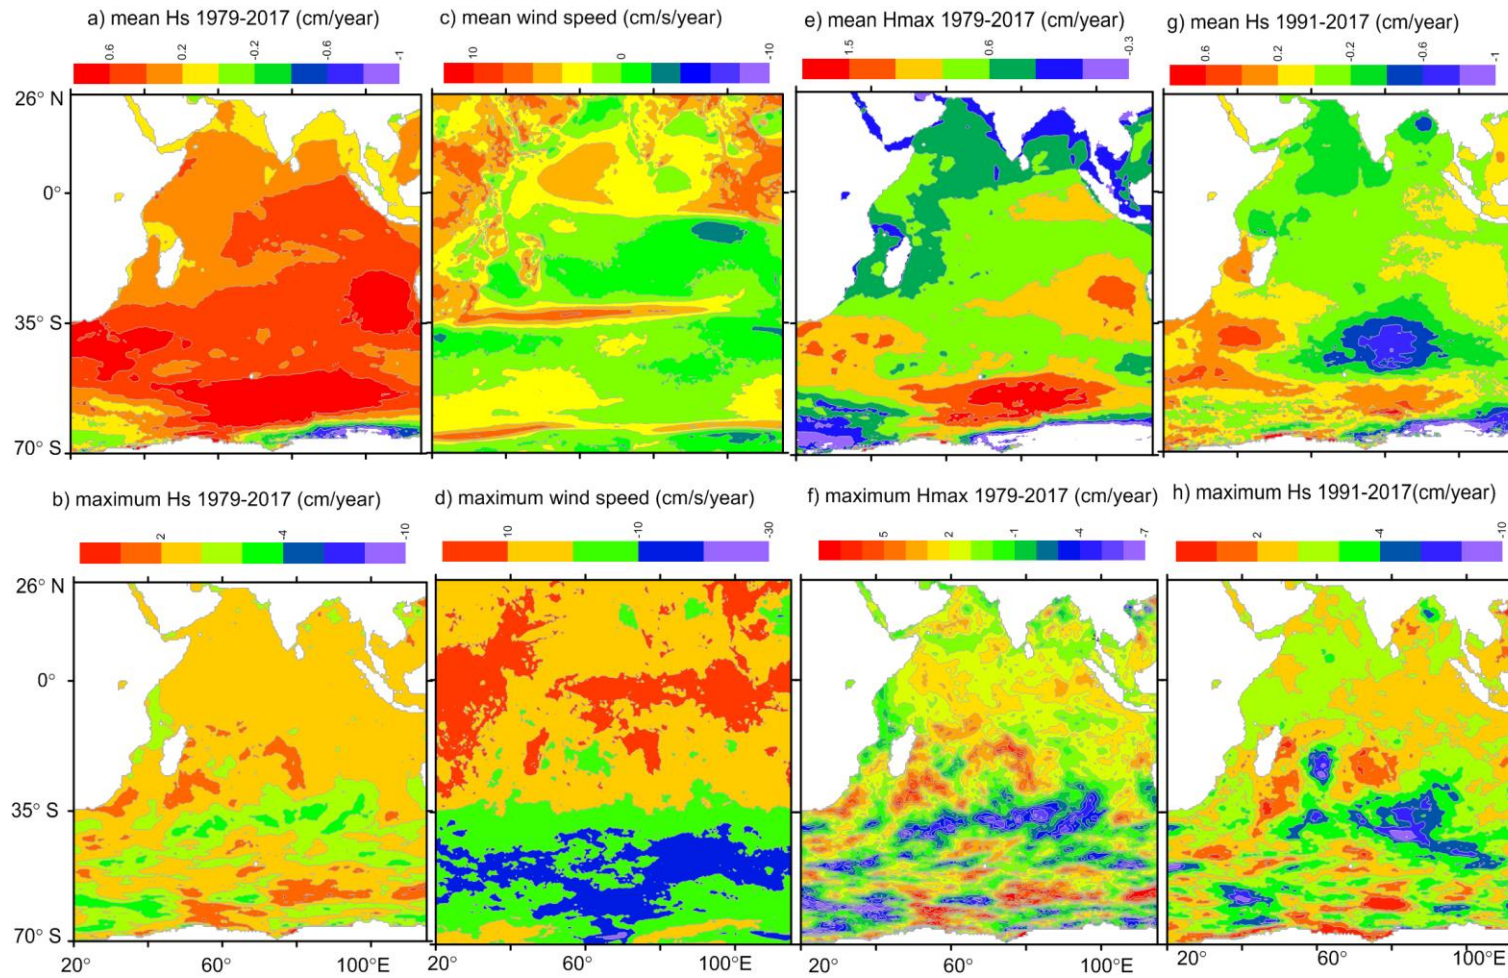 a) mean Hs 1979-2017 (cm/year)
c) mean wind speed (cm/s/year)
e) mean Hmax 1979-2017 (cm/year)
g) mean Hs 1991-2017 (cm/year)
0.6 0.2 -0.2 -0.6 -1
10 0 -10
1.5 0.6 -0.3
0.6 0.2 -0.2 -0.6 -1
26° N
0°
35° S
70° S
b) maximum Hs 1979-2017 (cm/year)
d) maximum wind speed (cm/s/year)
f) maximum Hmax 1979-2017 (cm/year)
h) maximum Hs 1991-2017(cm/year)
2 -4 -10
10 -10 -30
5 2 -1 -4 -7
2 -4 -10
26° N
0°
35° S
70° S
20° 60° 100°E
20° 60° 100°E
20° 60° 100°E
20° 60° 100°E